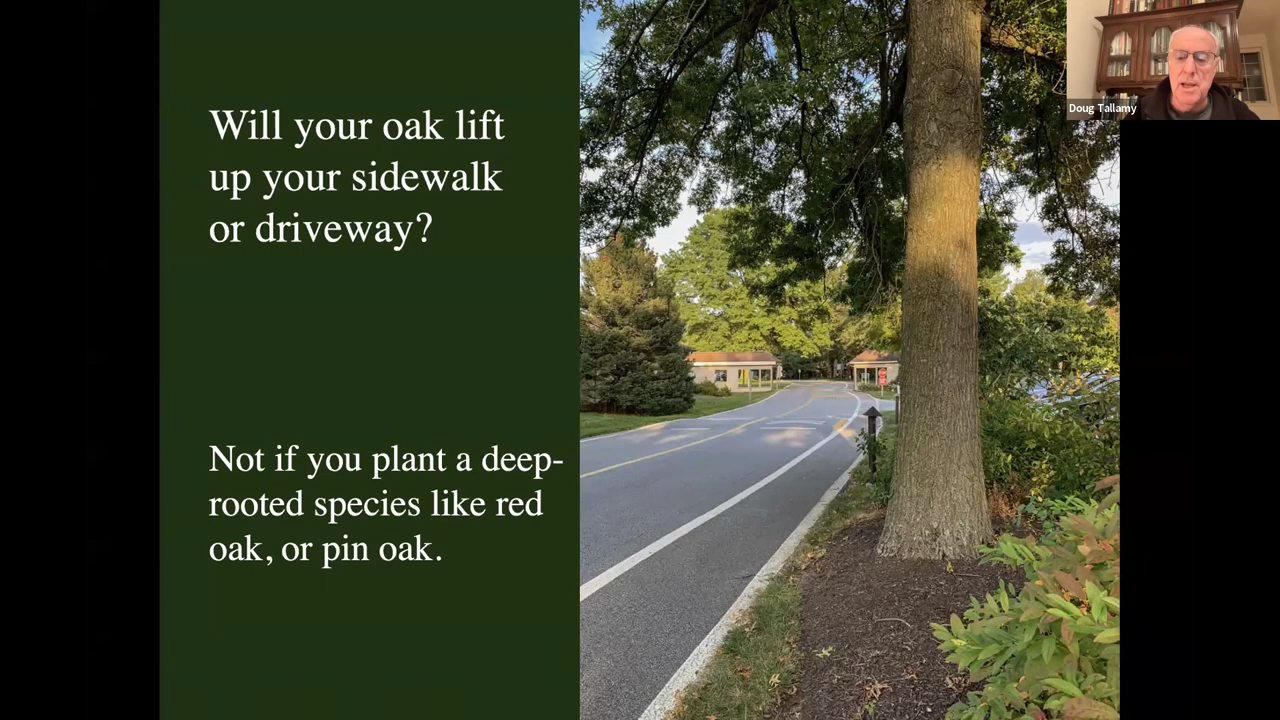 Will your oak lift
up your sidewalk
or driveway?
Not if you plant a deep-
rooted species like red
oak, or pin oak.
Doug Tallamy